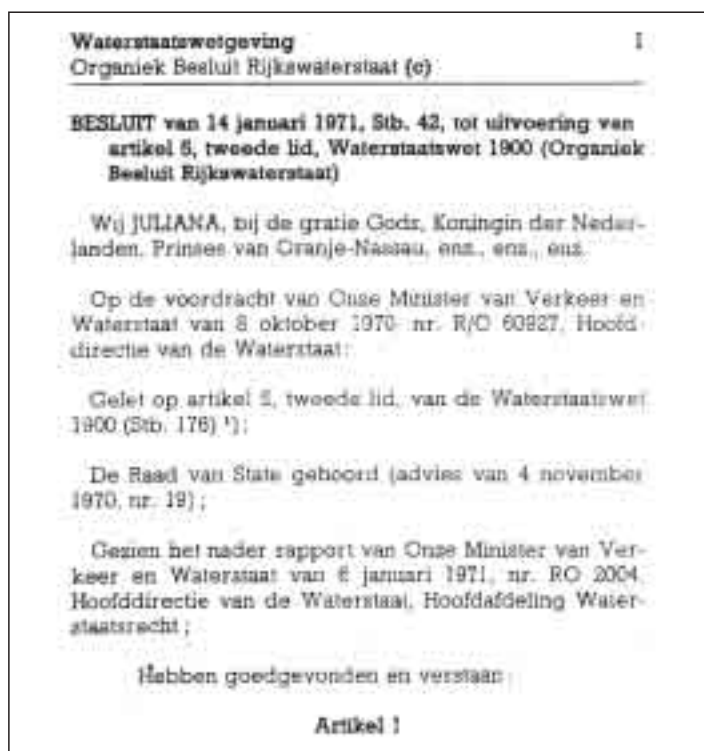 Waterstaatswetgeving I
Organiek Besluit Rijkswaterstaat (c)
BESLUIT van 14 januari 1971, Stb. 42, tot uitvoering van
artikel 5, tweede lid, Waterstaatswet 1900 (Organiek
Besluit Rijkswaterstaat)
Wij JULIANA, bij de gratie Gods, Koningin der Neder-
landen, Prinses van Oranje-Nassau, enz., enz., enz.
Op de voordracht van Onze Minister van Verkeer en
Waterstaat van 8 oktober 1970 nr. R/O 60927, Hoofd-
directie van de Waterstaat;
Gelet op artikel 5, tweede lid, van de Waterstaatswet
1900 (Stb. 176) ¹);
De Raad van State gehoord (advies van 4 november
1970, nr. 19);
Gezien het nader rapport van Onze Minister van Ver-
keer en Waterstaat van 6 januari 1971, nr. RO 2004,
Hoofddirectie van de Waterstaat, Hoofdafdeling Water-
staatsrecht;
Hebben goedgevonden en verstaan:
Artikel 1